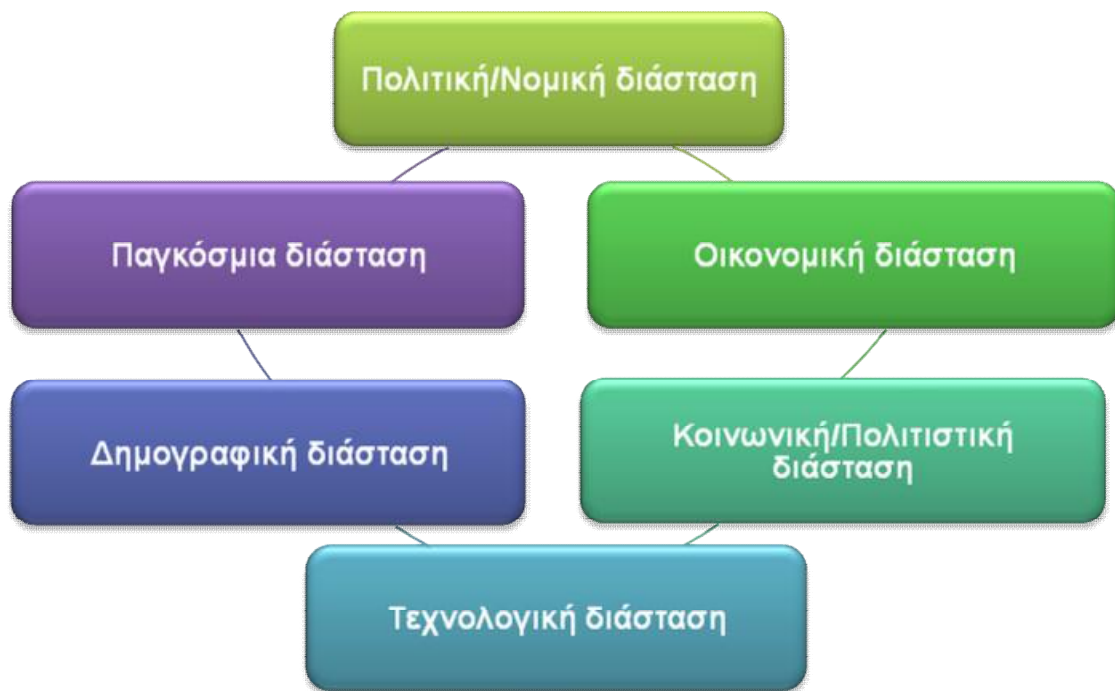 Πολιτική/Νομική διάσταση
Παγκόσμια διάσταση
Οικονομική διάσταση
Δημογραφική διάσταση
Κοινωνική/Πολιτιστική
διάσταση
Τεχνολογική διάσταση